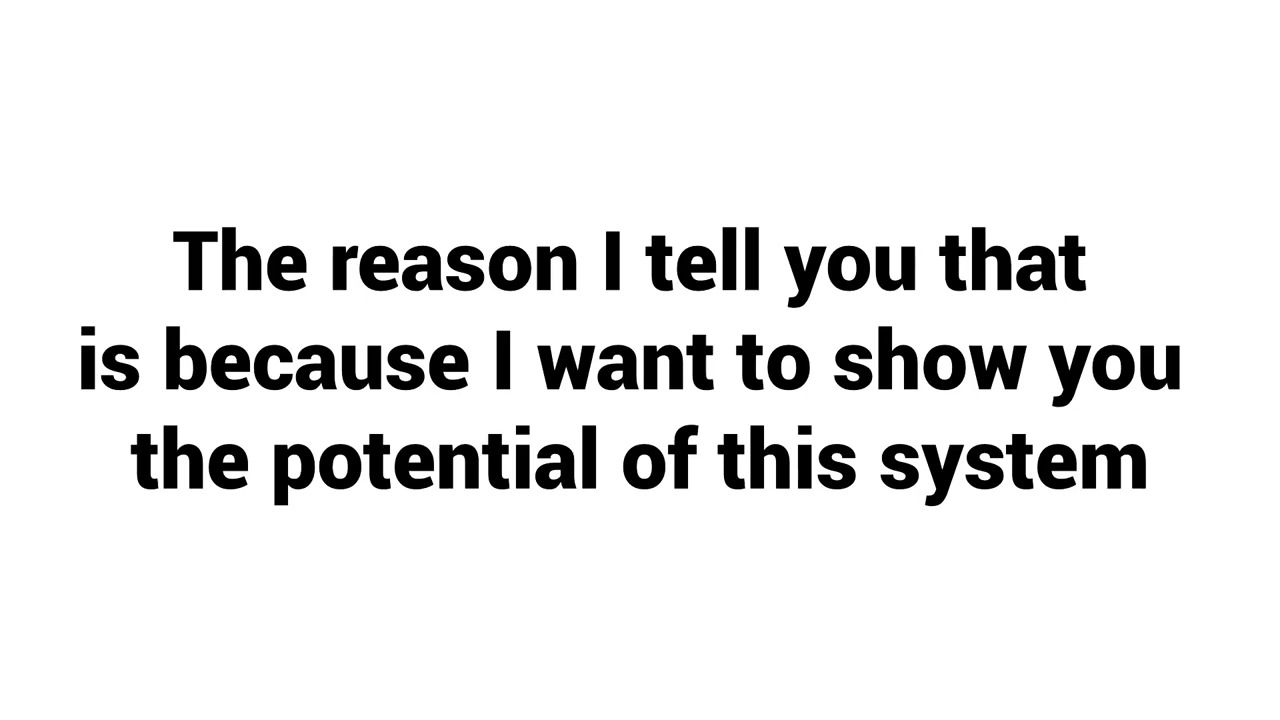 The reason I tell you that
is because I want to show you
the potential of this system